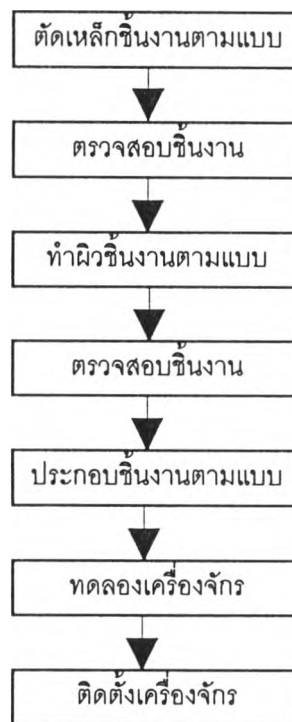 ตัดเหล็กชิ้นงานตามแบบ
ตรวจสอบชิ้นงาน
ทำผิวชิ้นงานตามแบบ
ตรวจสอบชิ้นงาน
ประกอบชิ้นงานตามแบบ
ทดลองเครื่องจักร
ติดตั้งเครื่องจักร